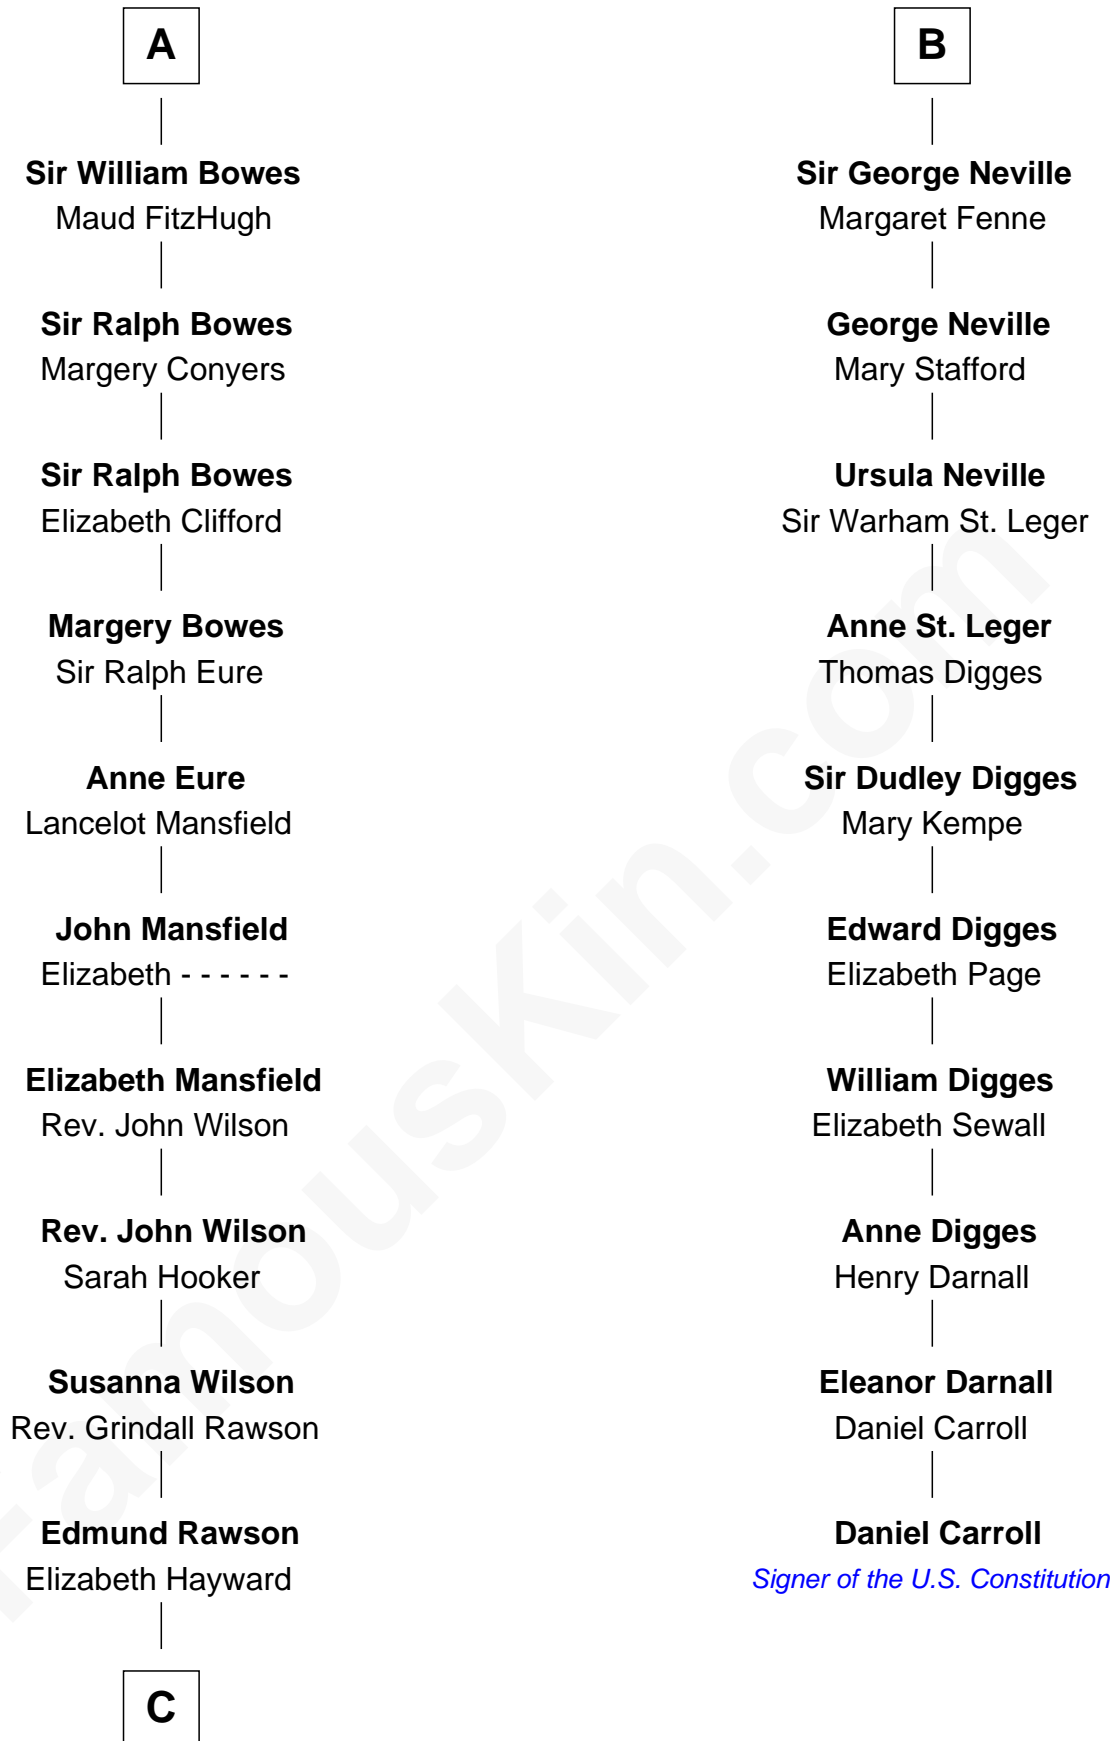 A
Sir William Bowes
Maud FitzHugh
Sir Ralph Bowes
Margery Conyers
Sir Ralph Bowes
Elizabeth Clifford
Margery Bowes
Sir Ralph Eure
Anne Eure
Lancelot Mansfield
John Mansfield
Elizabeth - - - - - -
Elizabeth Mansfield
Rev. John Wilson
Rev. John Wilson
Sarah Hooker
Susanna Wilson
Rev. Grindall Rawson
Edmund Rawson
Elizabeth Hayward
C
B
Sir George Neville
Margaret Fenne
George Neville
Mary Stafford
Ursula Neville
Sir Warham St. Leger
Anne St. Leger
Thomas Digges
Sir Dudley Digges
Mary Kempe
Edward Digges
Elizabeth Page
William Digges
Elizabeth Sewall
Anne Digges
Henry Darnall
Eleanor Darnall
Daniel Carroll
Daniel Carroll
Signer of the U.S. Constitution
FamousKin.com